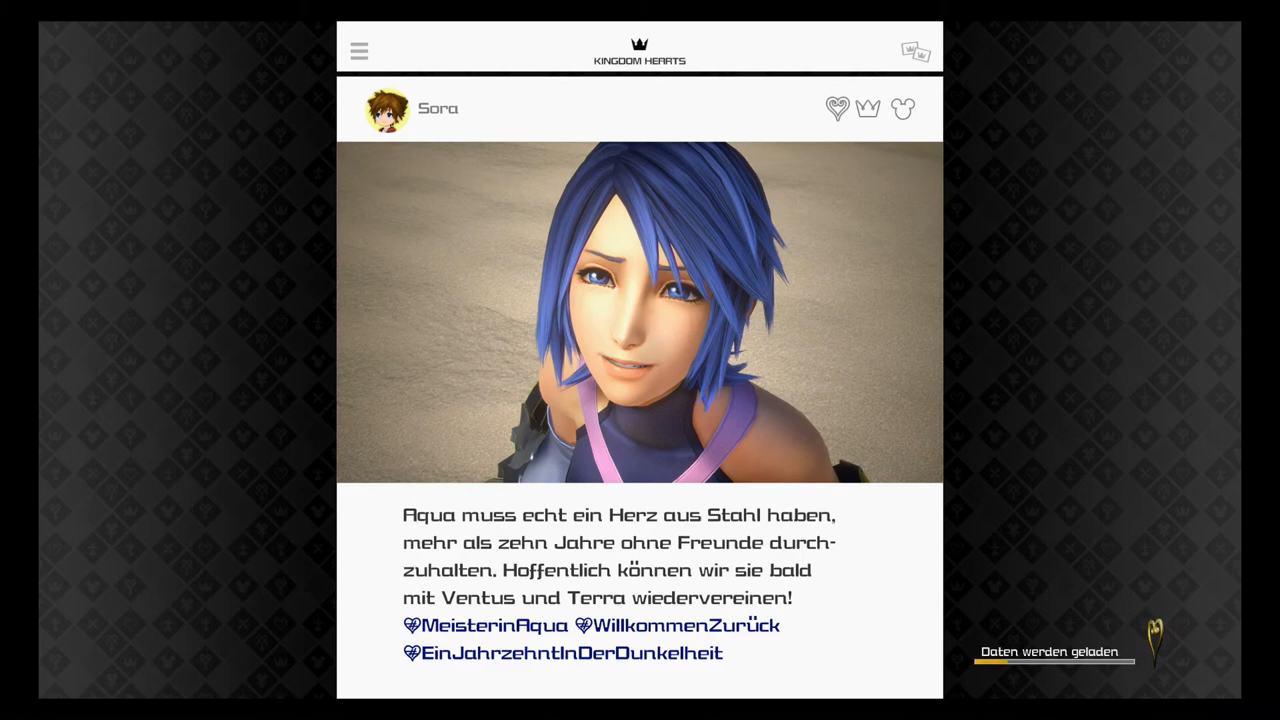 KINGDOM HEARTS
Sora
Aqua muss echt ein Herz aus Stahl haben,
mehr als zehn Jahre ohne Freunde durch-
zuhalten. Hoffentlich können wir sie bald
mit Ventus und Terra wiedervereinen!
MeisterinAqua WillkommenZurück
EinJahrzehntInDerDunkelheit
Daten werden geladen